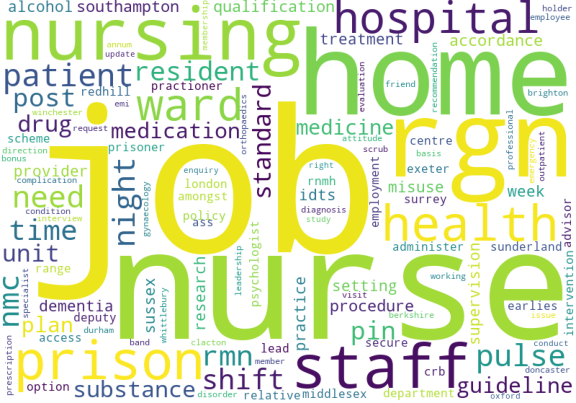 alcohol southampton membership qualification hospital holder employee
annum update nursing treatment accordance
patient resident practioner home friend recommendation evaluation brighton
post redhill emi ward orthopaedics standard medicine rgn professional outpatient
winchester drug request medication attitude scrub centre basis
scheme bonus direction prisoner job right employment exeter
provider complication night gynaecology enquiry london amongst policy rnmh idts diagnosis study misuse surrey week health
need condition interview time ass administer sunderland advisor
unit range specialist psychologist nurse working supervision intervention
nmc dementia sussex whittlebury research leadership setting procedure visit earlies
plan deputy practice pin berkshire issue
access durham band clacton lead secure conduct
prescription prison rmn member staff crb pulse doncaster
option substance shift disorder relative middlesex department guideline oxford